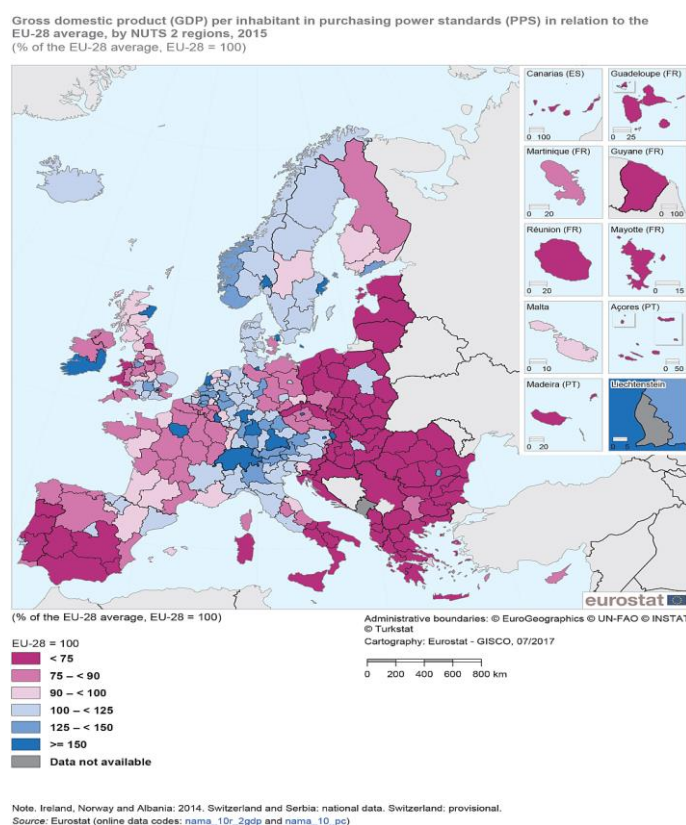 Gross domestic product (GDP) per inhabitant in purchasing power standards (PPS) in relation to the
EU-28 average, by NUTS 2 regions, 2015
(% of the EU-28 average, EU-28 = 100)
Canarias (ES)
0 100
Guadeloupe (FR)
0 25
Martinique (FR)
0 20
Guyane (FR)
0 100
Réunion (FR)
0 20
Mayotte (FR)
0 15
Malta
0 10
Açores (PT)
0 50
Madeira (PT)
0 20
Liechtenstein
0 5
eurostat
(% of the EU-28 average, EU-28 = 100)
Administrative boundaries: © EuroGeographics © UN-FAO © INSTAT
© Turkstat
Cartography: Eurostat - GISCO, 07/2017
EU-28 = 100
< 75
75 – < 90
90 – < 100
100 – < 125
125 – < 150
>= 150
Data not available
0 200 400 600 800 km
Note. Ireland, Norway and Albania: 2014. Switzerland and Serbia: national data. Switzerland: provisional.
Source: Eurostat (online data codes: nama_10r_2gdp and nama_10_pc)